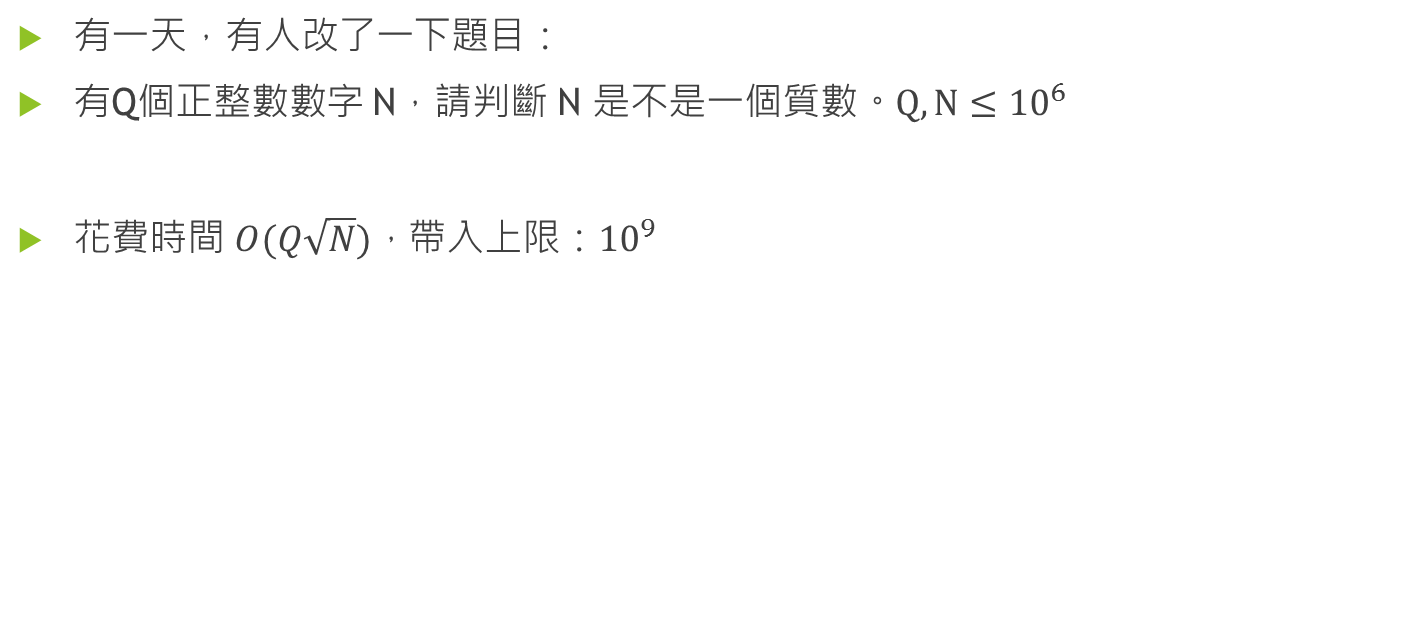 有一天，有人改了一下題目：
有Q個正整數數字 N，請判斷 N 是不是一個質數。Q, N ≤ 10⁶
花費時間 O(Q√N)，帶入上限：10⁹